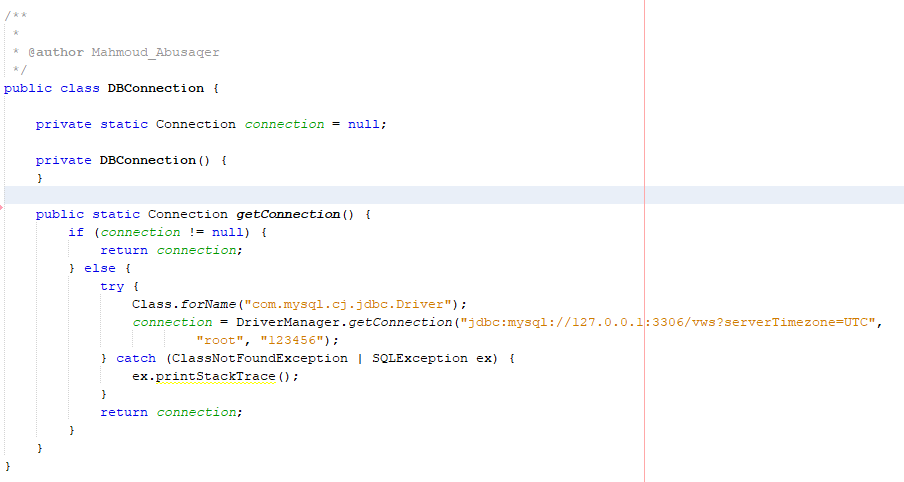 /**
 *
 * @author Mahmoud_Abusaqer
 */
public class DBConnection {
    private static Connection connection = null;
    private DBConnection() {
    }
    public static Connection getConnection() {
        if (connection != null) {
            return connection;
        } else {
            try {
                Class.forName("com.mysql.cj.jdbc.Driver");
                connection = DriverManager.getConnection("jdbc:mysql://127.0.0.1:3306/vws?serverTimezone=UTC",
                        "root", "123456");
            } catch (ClassNotFoundException | SQLException ex) {
                ex.printStackTrace();
            }
            return connection;
        }
    }
}